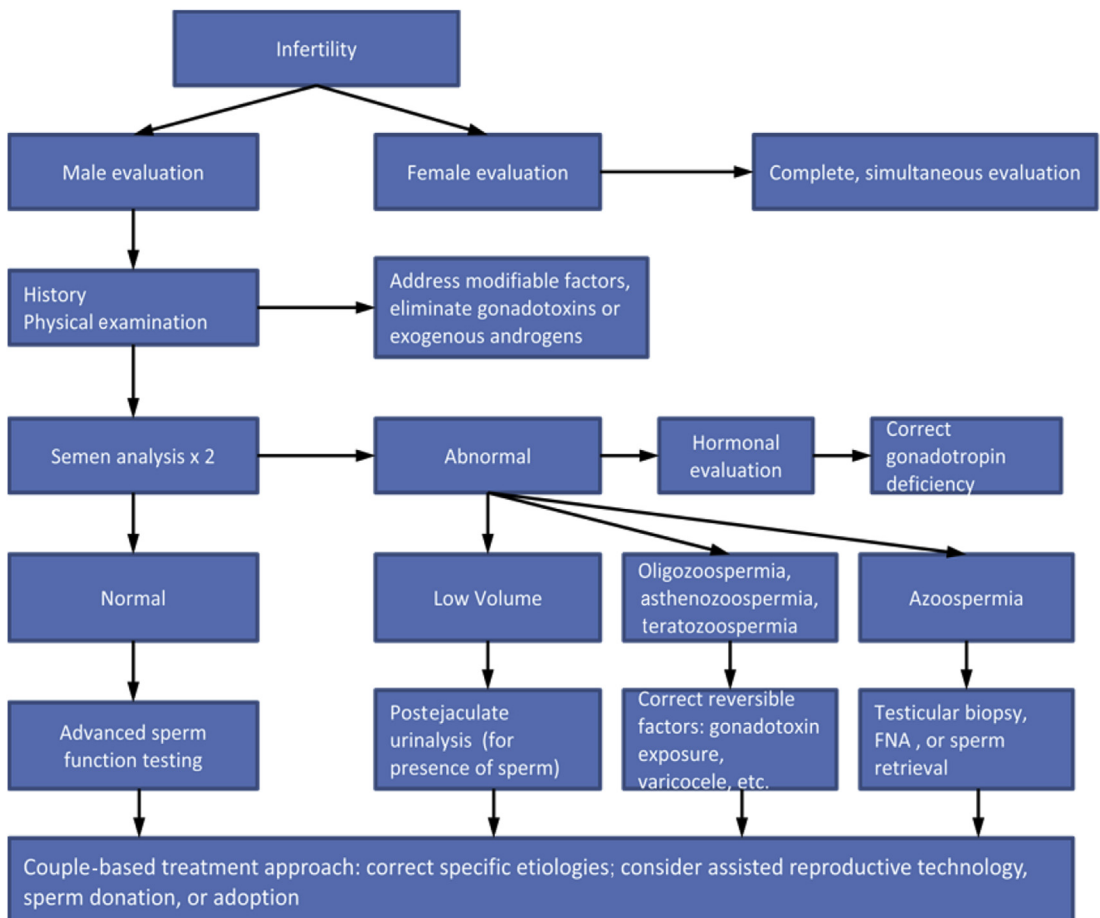 Infertility
Male evaluation
Female evaluation
Complete, simultaneous evaluation
History
Physical examination
Address modifiable factors,
eliminate gonadotoxins or
exogenous androgens
Semen analysis x 2
Abnormal
Hormonal
evaluation
Correct
gonadotropin
deficiency
Normal
Low Volume
Oligozoospermia,
asthenozoospermia,
teratozoospermia
Azoospermia
Advanced sperm
function testing
Postejaculate
urinalysis (for
presence of sperm)
Correct reversible
factors: gonadotoxin
exposure,
varicocele, etc.
Testicular biopsy,
FNA , or sperm
retrieval
Couple-based treatment approach: correct specific etiologies; consider assisted reproductive technology,
sperm donation, or adoption